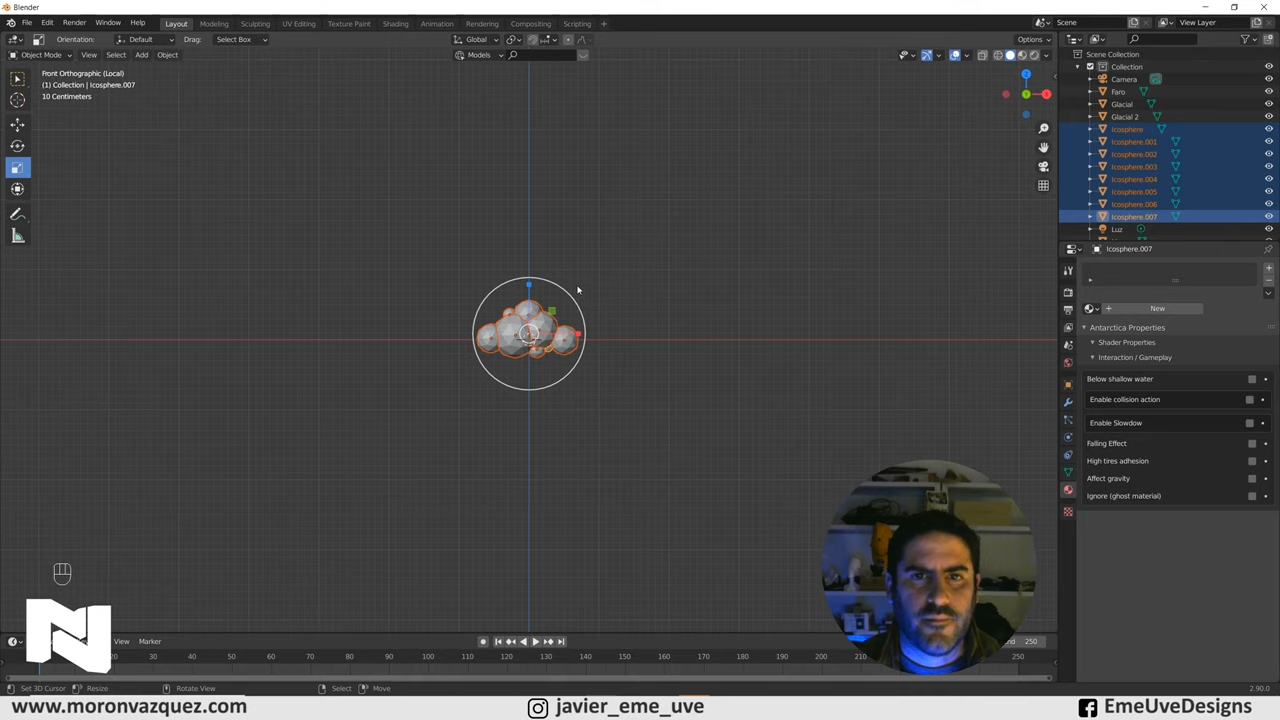 Blender
File Edit Render Window Help Layout Modeling Sculpting UV Editing Texture Paint Shading Animation Rendering Compositing Scripting + Scene View Layer
Orientation: Default Drag: Select Box Global Options
Object Mode View Select Add Object Models
Front Orthographic (Local)
(1) Collection | Icosphere.007
10 Centimeters
Z
Scene Collection
Collection
Camera
Faro
Glacial
Glacial 2
Icosphere
Icosphere.001
Icosphere.002
Icosphere.003
Icosphere.004
Icosphere.005
Icosphere.006
Icosphere.007
Luz
Icosphere.007
+ New
Antarctica Properties
Shader Properties
Interaction / Gameplay
Below shallow water
Enable collision action
Enable Slowdow
Falling Effect
High tires adhesion
Affect gravity
Ignore (ghost material)
N
View Marker
End 250
20 30 40 50 60 70 80 90 100 110 120 130 140 150 250
Set 3D Cursor Resize Rotate View Select Move 2.90.0
www.moronvazquez.com javier_eme_uve EmeUveDesigns